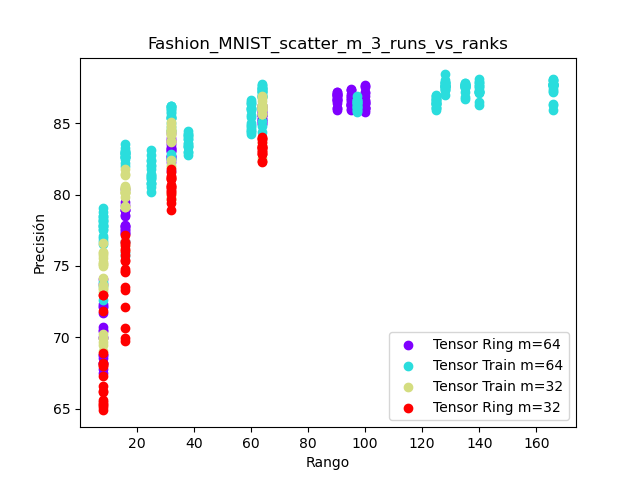 Fashion_MNIST_scatter_m_3_runs_vs_ranks
85
80
75
70
65
Precisión
20 40 60 80 100 120 140 160
Rango
Tensor Ring m=64
Tensor Train m=64
Tensor Train m=32
Tensor Ring m=32